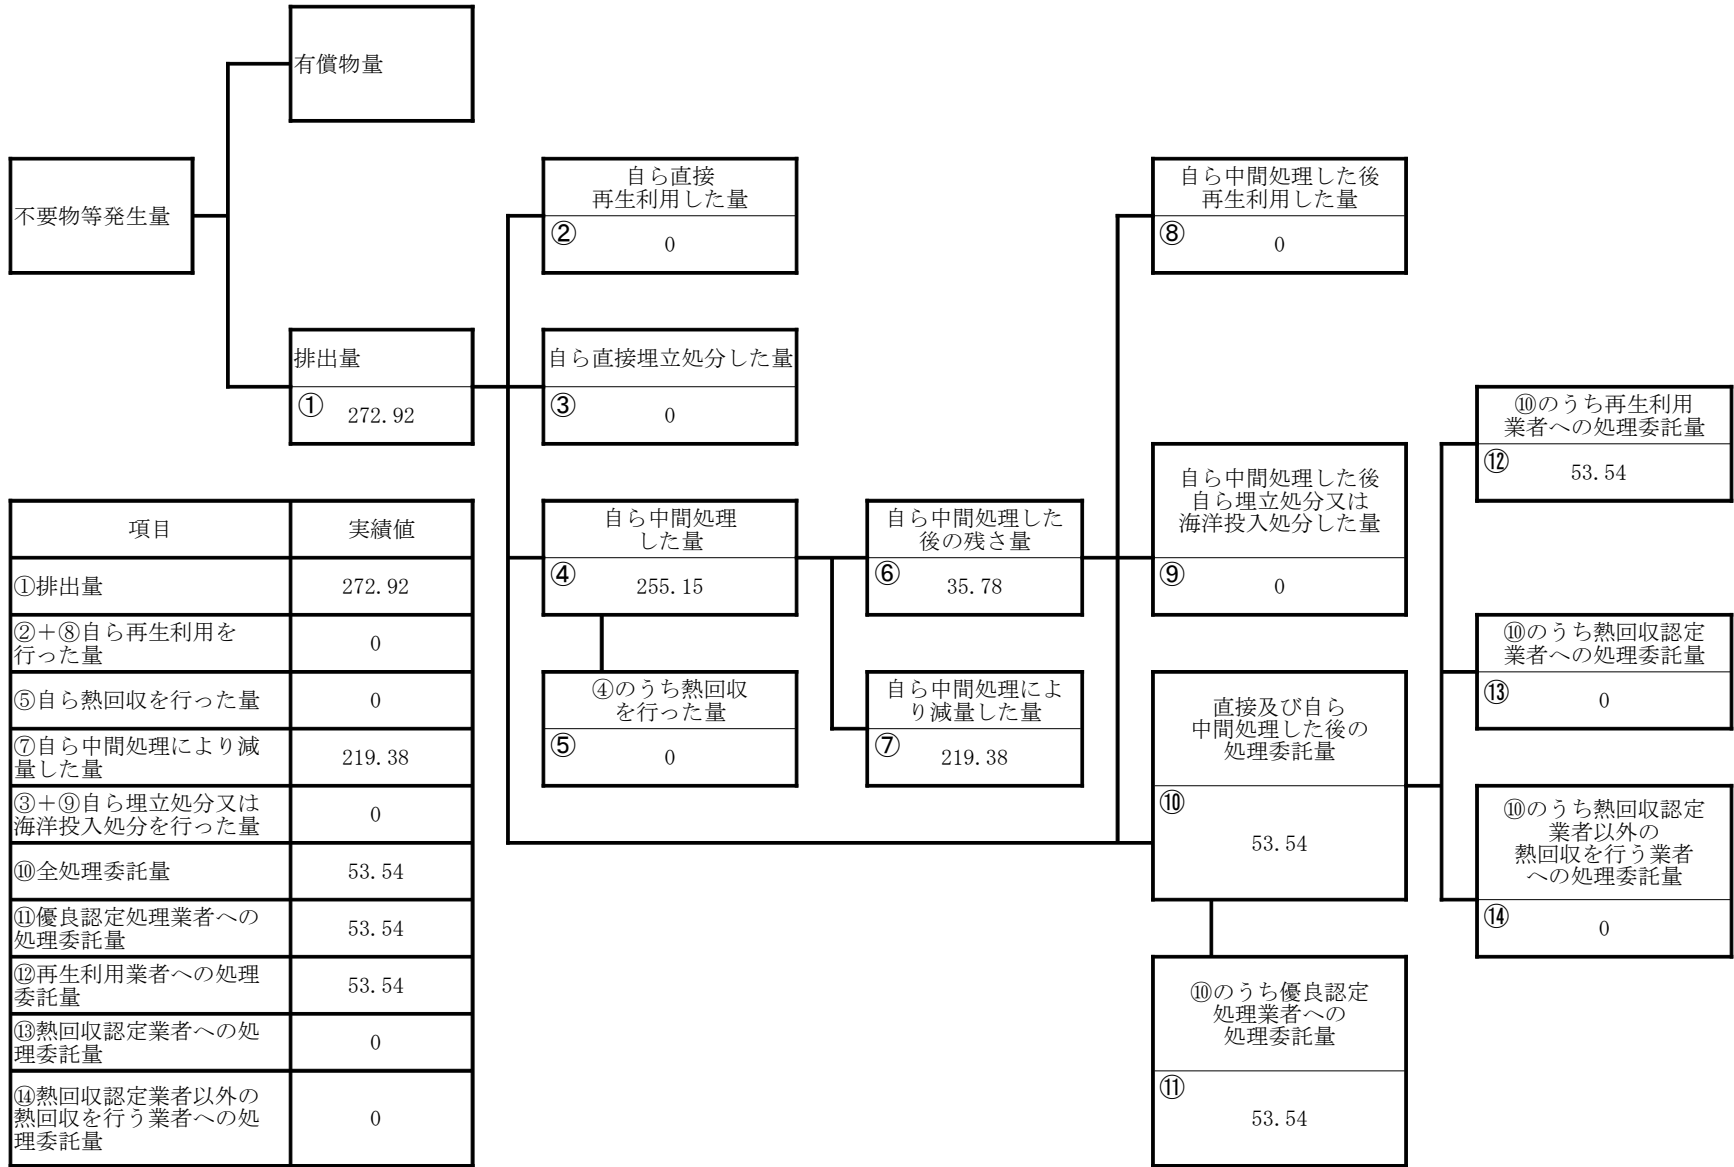 有償物量
不要物等発生量
排出量
①
272.92
自ら直接
再生利用した量
②
0
自ら直接埋立処分した量
③
0
自ら中間処理
した量
④
255.15
④のうち熱回収
を行った量
⑤
0
自ら中間処理した
後の残さ量
⑥
35.78
自ら中間処理によ
り減量した量
⑦
219.38
自ら中間処理した後
再生利用した量
⑧
0
自ら中間処理した後
自ら埋立処分又は
海洋投入処分した量
⑨
0
直接及び自ら
中間処理した後の
処理委託量
⑩
53.54
⑩のうち優良認定
処理業者への
処理委託量
⑪
53.54
⑩のうち再生利用
業者への処理委託量
⑫
53.54
⑩のうち熱回収認定
業者への処理委託量
⑬
0
⑩のうち熱回収認定
業者以外の
熱回収を行う業者
への処理委託量
⑭
0
項目 実績値
①排出量 272.92
②+⑧自ら再生利用を
行った量 0
⑤自ら熱回収を行った量 0
⑦自ら中間処理により減
量した量 219.38
③+⑨自ら埋立処分又は
海洋投入処分を行った量 0
⑩全処理委託量 53.54
⑪優良認定処理業者への
処理委託量 53.54
⑫再生利用業者への処理
委託量 53.54
⑬熱回収認定業者への処
理委託量 0
⑭熱回収認定業者以外の
熱回収を行う業者への処
理委託量 0